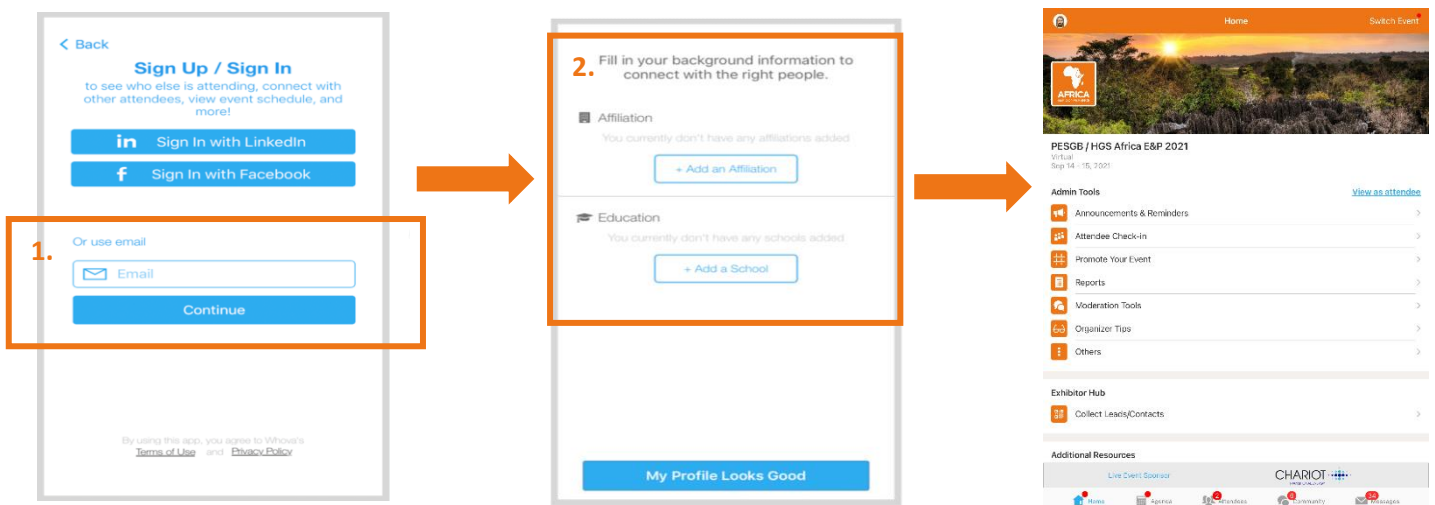 Back
Sign Up / Sign In
to see who else is attending, connect with
other attendees, view event schedule, and
more!
in Sign In with LinkedIn
f Sign In with Facebook
1.
Or use email
Email
Continue
By using this app, you agree to Whova's
Terms of Use and Privacy Policy
2.
Fill in your background information to
connect with the right people.
Affiliation
You currently don't have any affiliations added
+ Add an Affiliation
Education
You currently don't have any schools added
+ Add a School
My Profile Looks Good
Home
Switch Event
AFRICA
PESGB / HGS Africa E&P 2021
Virtual
Sep 14 - 15, 2021
Admin Tools
View as attendee
Announcements & Reminders
Attendee Check-in
Promote Your Event
Reports
Moderation Tools
Organizer Tips
Others
Exhibitor Hub
Collect Leads/Contacts
Additional Resources
Live Event Sponsor
CHARIOT
Home
Agenda
2
Attendees
6
Community
34
Messages